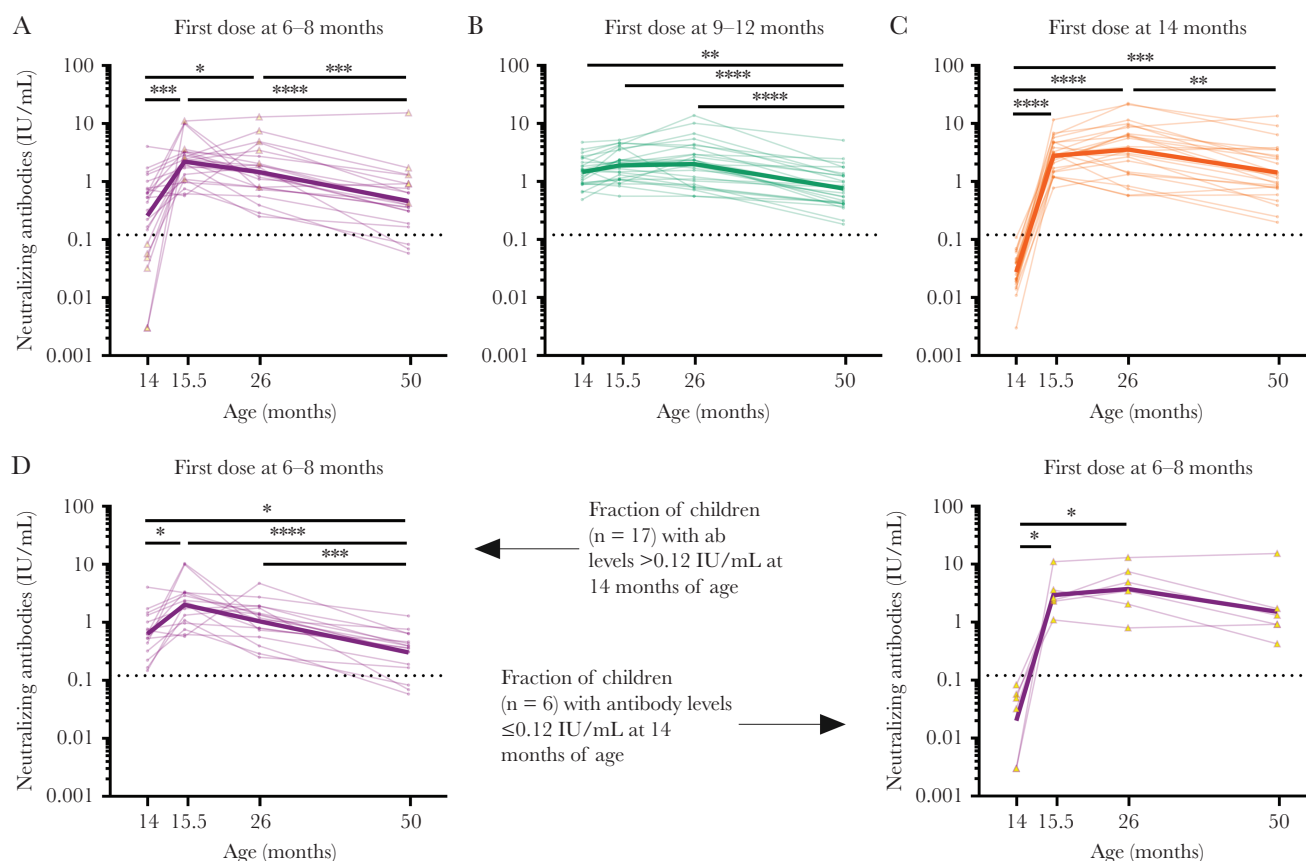 A
First dose at 6–8 months
Neutralizing antibodies (IU/mL)
100
10
1
0.1
0.01
0.001
* ***
*** ****
14 15.5 26 50
Age (months)
B
First dose at 9–12 months
100
10
1
0.1
0.01
0.001
**
****
****
14 15.5 26 50
Age (months)
C
First dose at 14 months
100
10
1
0.1
0.01
0.001
***
**** **
****
14 15.5 26 50
Age (months)
D
First dose at 6–8 months
Neutralizing antibodies (IU/mL)
100
10
1
0.1
0.01
0.001
*
* ****
***
14 15.5 26 50
Age (months)
Fraction of children
(n = 17) with ab
levels >0.12 IU/mL at
14 months of age
Fraction of children
(n = 6) with antibody levels
≤0.12 IU/mL at 14
months of age
First dose at 6–8 months
Neutralizing antibodies (IU/mL)
100
10
1
0.1
0.01
0.001
*
*
14 15.5 26 50
Age (months)